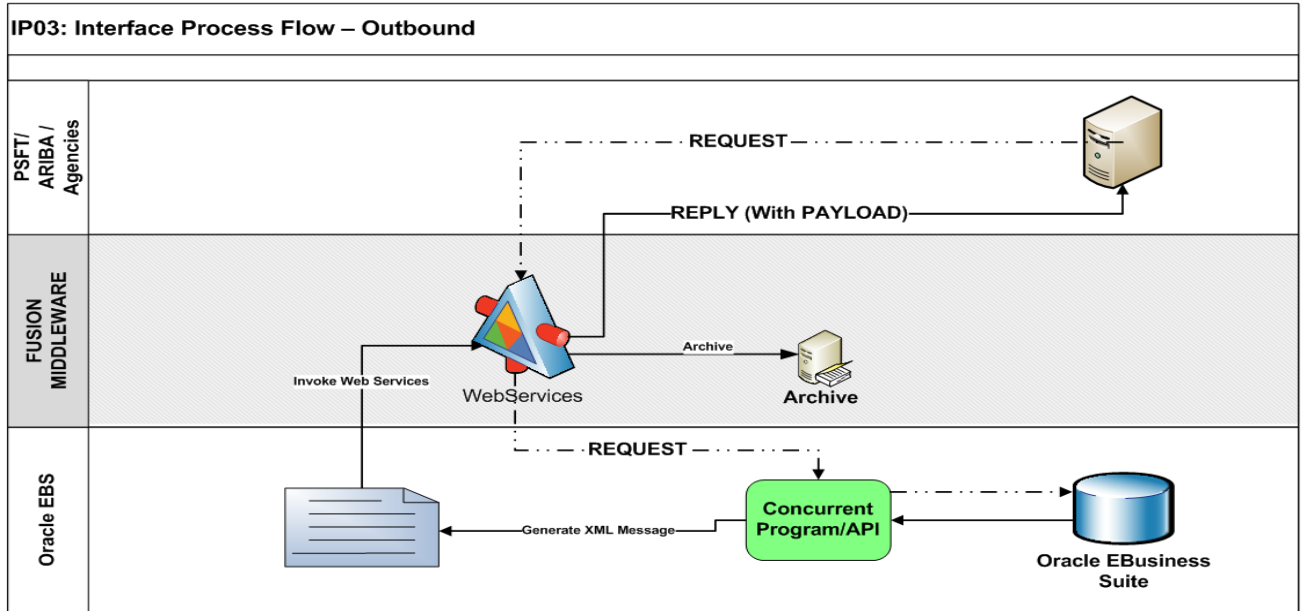 IP03: Interface Process Flow – Outbound
PSFT/
ARIBA /
Agencies
REQUEST
REPLY (With PAYLOAD)
FUSION
MIDDLEWARE
Invoke Web Services
WebServices
Archive
Archive
Oracle EBS
REQUEST
Generate XML Message
Concurrent
Program/API
Oracle EBusiness
Suite